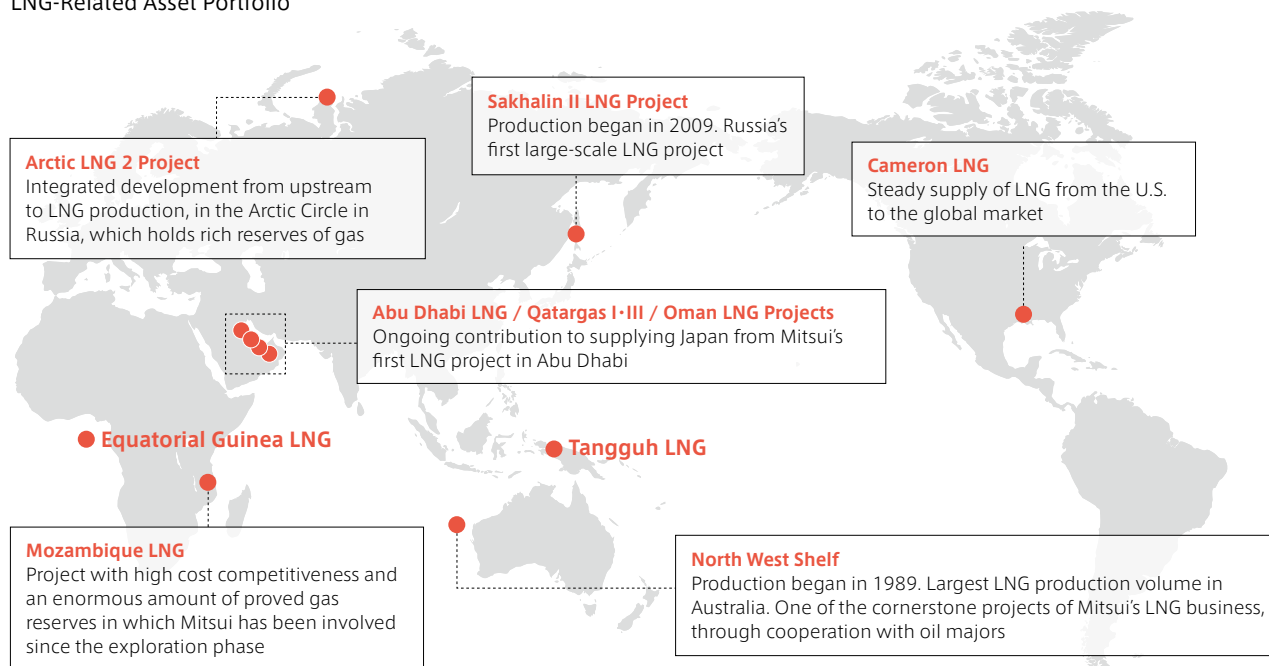 LNG-Related Asset Portfolio
Arctic LNG 2 Project
Integrated development from upstream
to LNG production, in the Arctic Circle in
Russia, which holds rich reserves of gas
Sakhalin II LNG Project
Production began in 2009. Russia's
first large-scale LNG project
Cameron LNG
Steady supply of LNG from the U.S.
to the global market
Abu Dhabi LNG / Qatargas I・III / Oman LNG Projects
Ongoing contribution to supplying Japan from Mitsui's
first LNG project in Abu Dhabi
Equatorial Guinea LNG
Tangguh LNG
Mozambique LNG
Project with high cost competitiveness and
an enormous amount of proved gas
reserves in which Mitsui has been involved
since the exploration phase
North West Shelf
Production began in 1989. Largest LNG production volume in
Australia. One of the cornerstone projects of Mitsui's LNG business,
through cooperation with oil majors